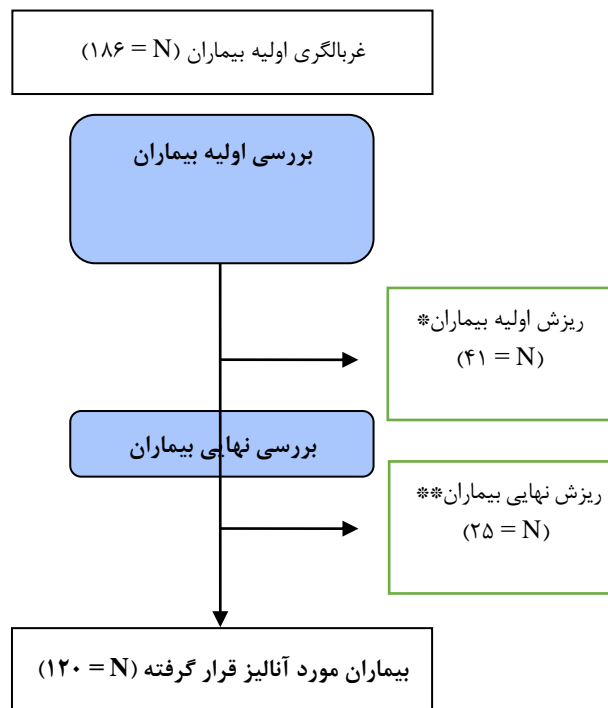 غربالگری اولیه بیماران (N = ۱۸۶)
بررسی اولیه بیماران
ریزش اولیه بیماران*
(N = ۴۱)
بررسی نهایی بیماران
ریزش نهایی بیماران**
(N = ۲۵)
بیماران مورد آنالیز قرار گرفته (N = ۱۲۰)